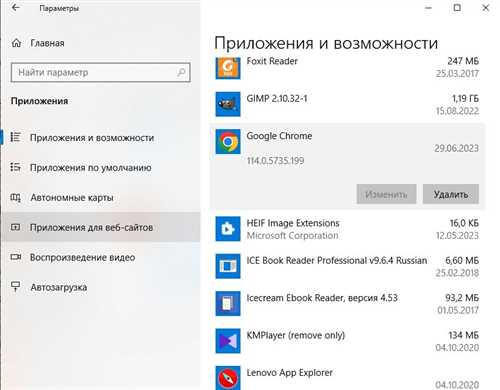 Параметры
Главная
Найти параметр
Приложения
Приложения и возможности
Приложения по умолчанию
Автономные карты
Приложения для веб-сайтов
Воспроизведение видео
Автозагрузка
Приложения и возможности
Foxit Reader 247 МБ
25.03.2017
GIMP 2.10.32-1 1,19 ГБ
15.08.2022
Google Chrome
29.06.2023
114.0.5735.199
Изменить Удалить
HEIF Image Extensions 16,0 КБ
Microsoft Corporation 12.05.2023
ICE Book Reader Professional v9.6.4 Russian 6,60 МБ
25.02.2018
Icecream Ebook Reader, версия 4.53 93,2 МБ
01.05.2017
KMPlayer (remove only) 134 МБ
04.10.2020
Lenovo App Explorer
04.10.2020